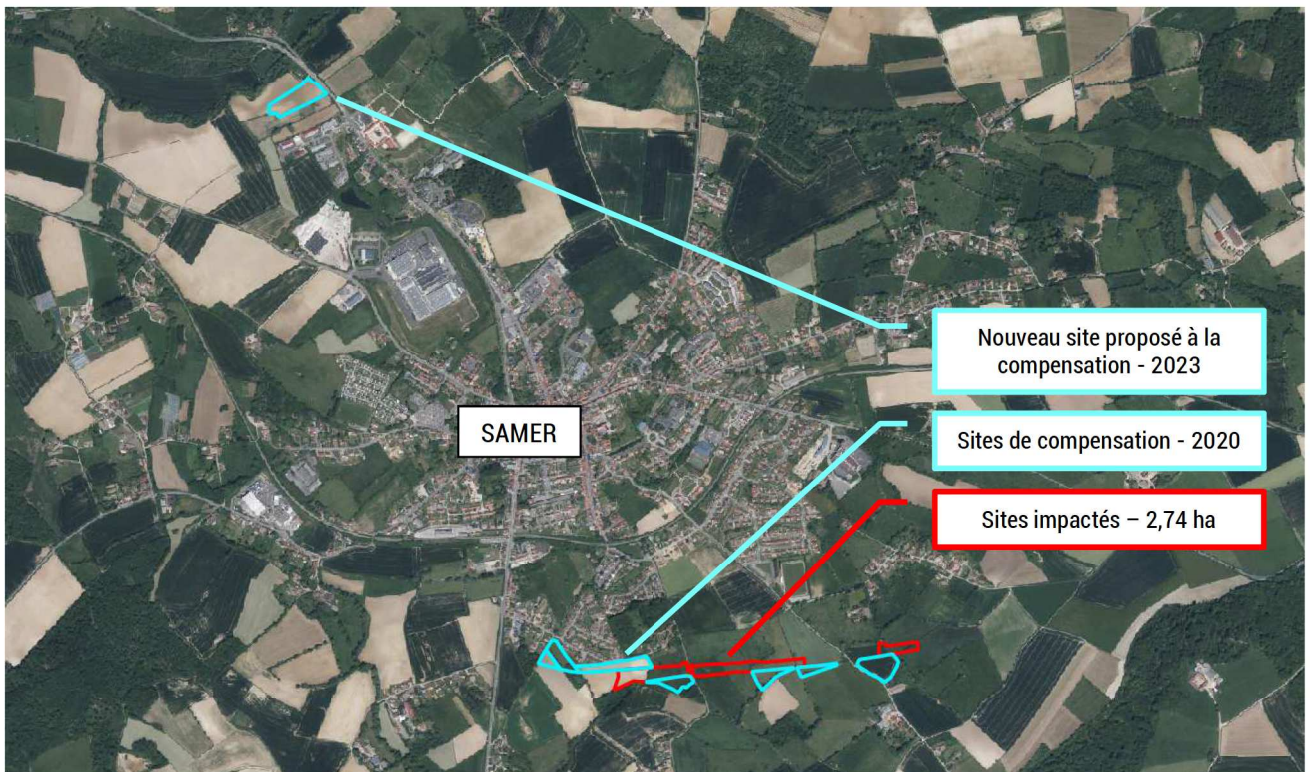 Nouveau site proposé à la
compensation - 2023
SAMER
Sites de compensation - 2020
Sites impactés – 2,74 ha